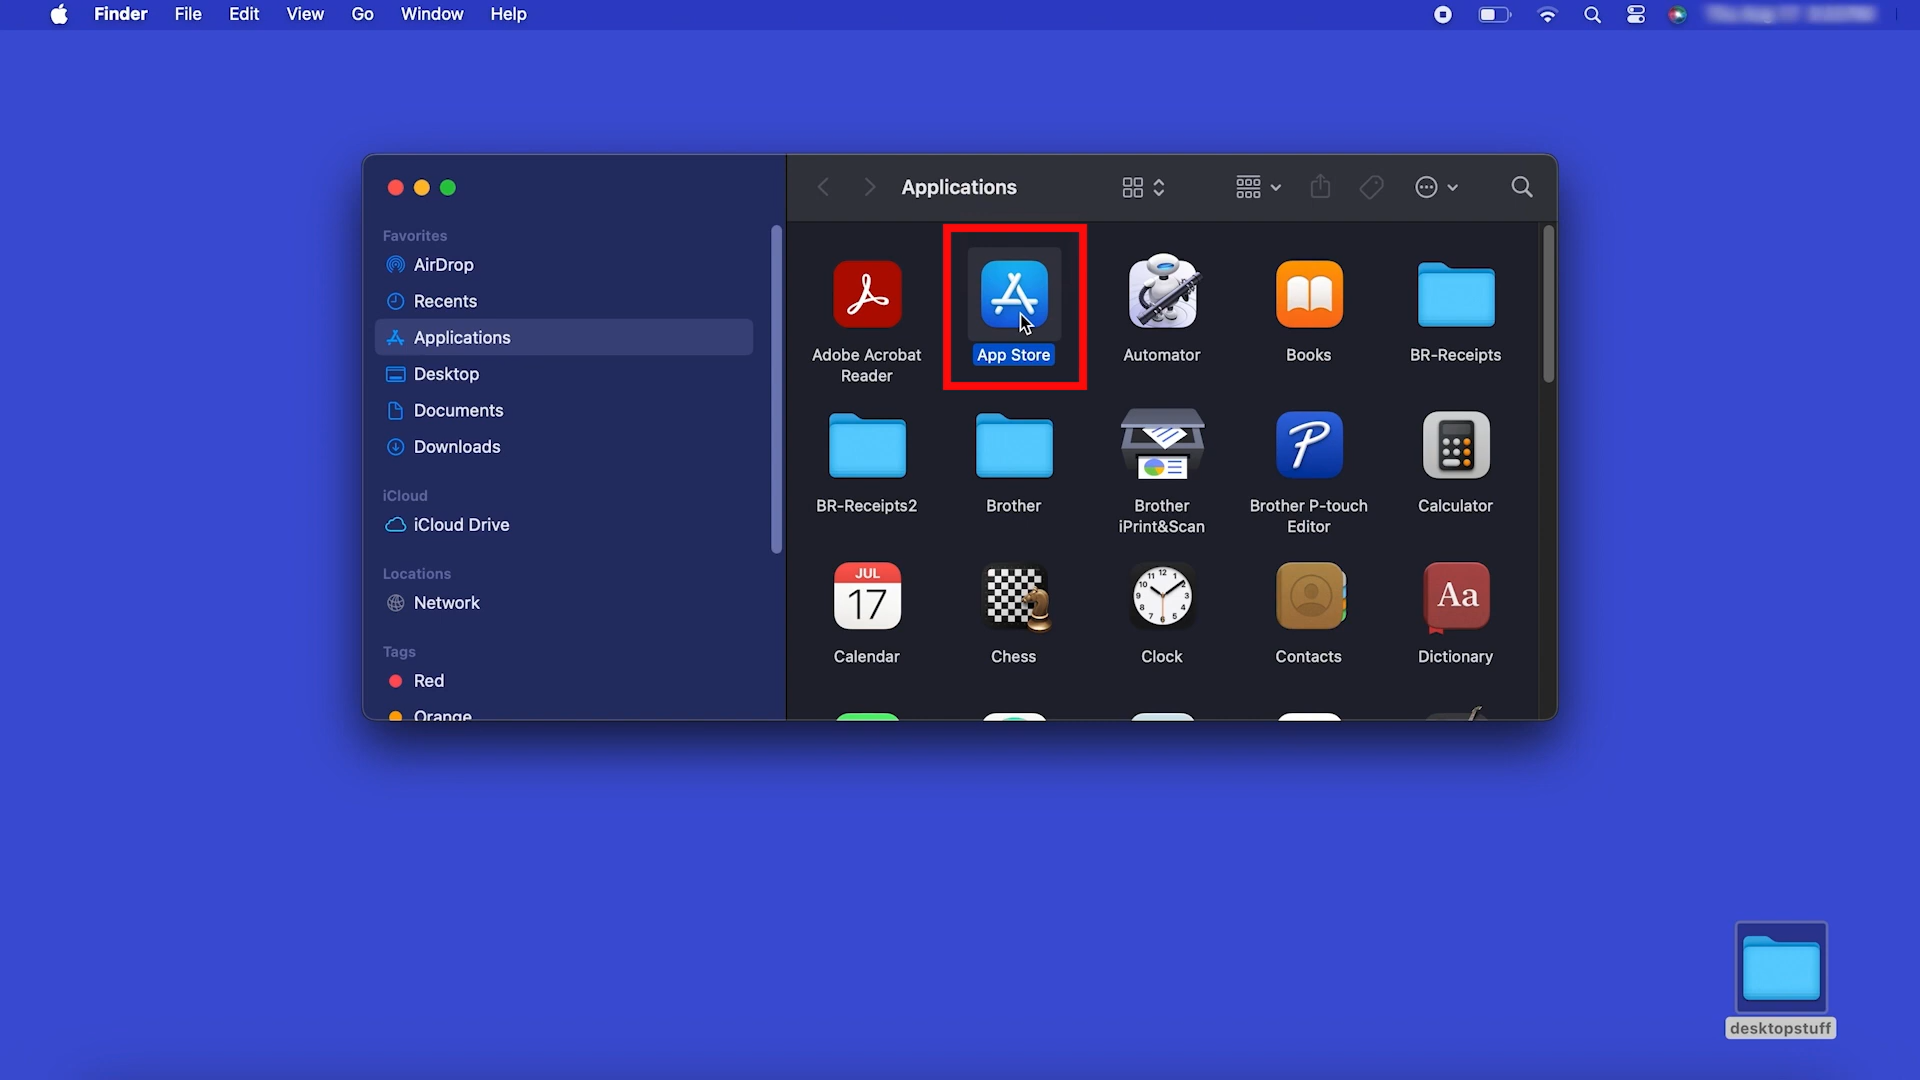 Finder File Edit View Go Window Help
Applications
Favorites
AirDrop
Recents
Applications
Desktop
Documents
Downloads
iCloud
iCloud Drive
Locations
Network
Tags
Red
Orange
Adobe Acrobat
Reader
App Store
Automator
Books
BR-Receipts
BR-Receipts2
Brother
Brother
iPrint&Scan
Brother P-touch
Editor
Calculator
JUL
17
Calendar
Chess
Clock
Contacts
Aa
Dictionary
desktopstuff